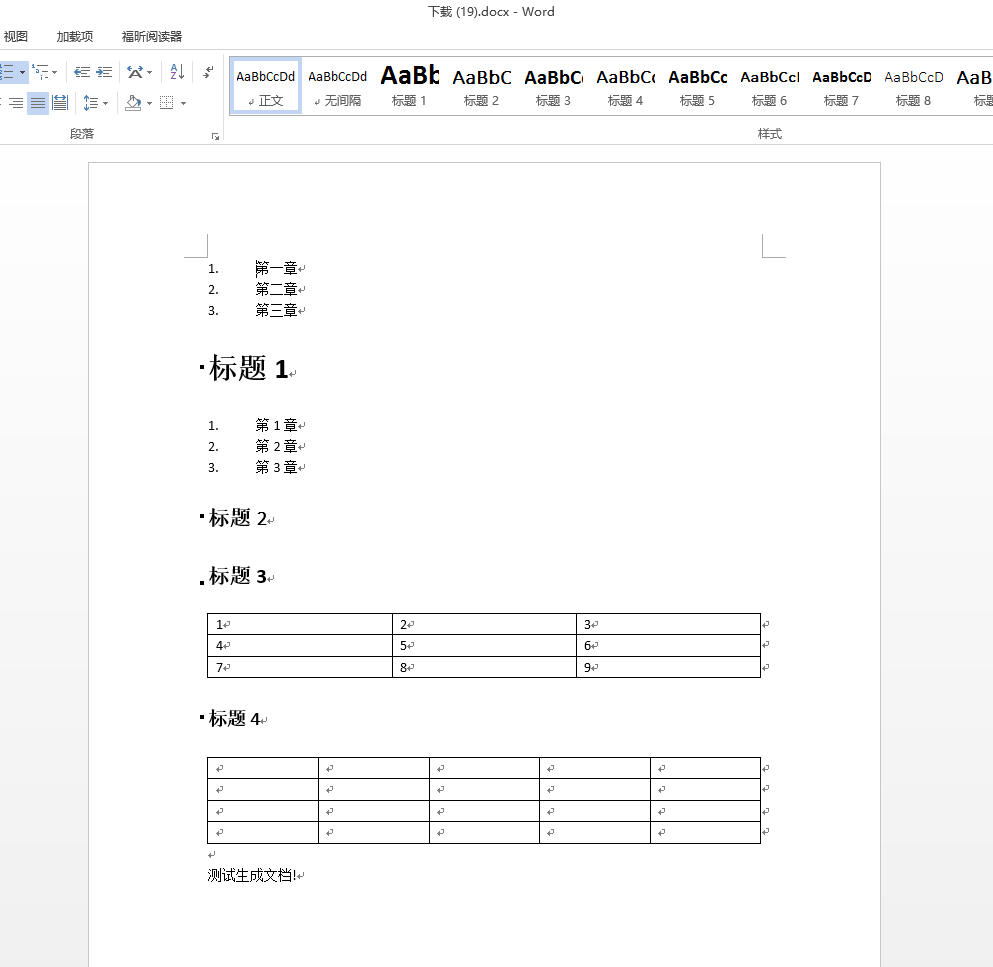 下载 (19).docx - Word
视图 加载项 福昕阅读器
AaBbCcDd AaBbCcDd AaBb AaBbC AaBbCc AaBbCc AaBbCc AaBbCcI AaBbCcD AaBbCcD AaB
正文 无间隔 标题 1 标题 2 标题 3 标题 4 标题 5 标题 6 标题 7 标题 8 标题
段落 样式
1. 第一章
2. 第二章
3. 第三章
标题 1
1. 第 1 章
2. 第 2 章
3. 第 3 章
标题 2
标题 3
1 2 3
4 5 6
7 8 9
标题 4
测试生成文档!